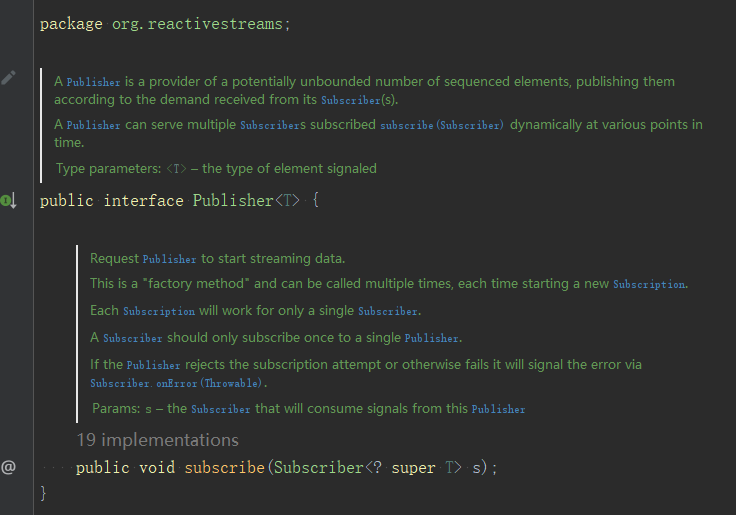 package org.reactivestreams;
A Publisher is a provider of a potentially unbounded number of sequenced elements, publishing them
according to the demand received from its Subscriber(s).
A Publisher can serve multiple Subscribers subscribed subscribe(Subscriber) dynamically at various points in
time.
Type parameters: <T> – the type of element signaled
public interface Publisher<T> {
Request Publisher to start streaming data.
This is a "factory method" and can be called multiple times, each time starting a new Subscription.
Each Subscription will work for only a single Subscriber.
A Subscriber should only subscribe once to a single Publisher.
If the Publisher rejects the subscription attempt or otherwise fails it will signal the error via
Subscriber.onError(Throwable).
Params: s – the Subscriber that will consume signals from this Publisher
19 implementations
@ public void subscribe(Subscriber<? super T> s);
}